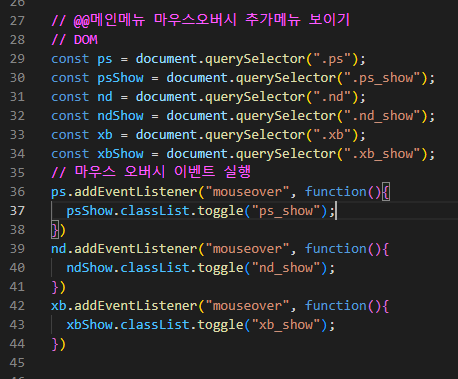 26
27 // @@메인메뉴 마우스오버시 추가메뉴 보이기
28 // DOM
29 const ps = document.querySelector(".ps");
30 const psShow = document.querySelector(".ps_show");
31 const nd = document.querySelector(".nd");
32 const ndShow = document.querySelector(".nd_show");
33 const xb = document.querySelector(".xb");
34 const xbShow = document.querySelector(".xb_show");
35 // 마우스 오버시 이벤트 실행
36 ps.addEventListener("mouseover", function(){
37 psShow.classList.toggle("ps_show");
38 })
39 nd.addEventListener("mouseover", function(){
40 ndShow.classList.toggle("nd_show");
41 })
42 xb.addEventListener("mouseover", function(){
43 xbShow.classList.toggle("xb_show");
44 })
45